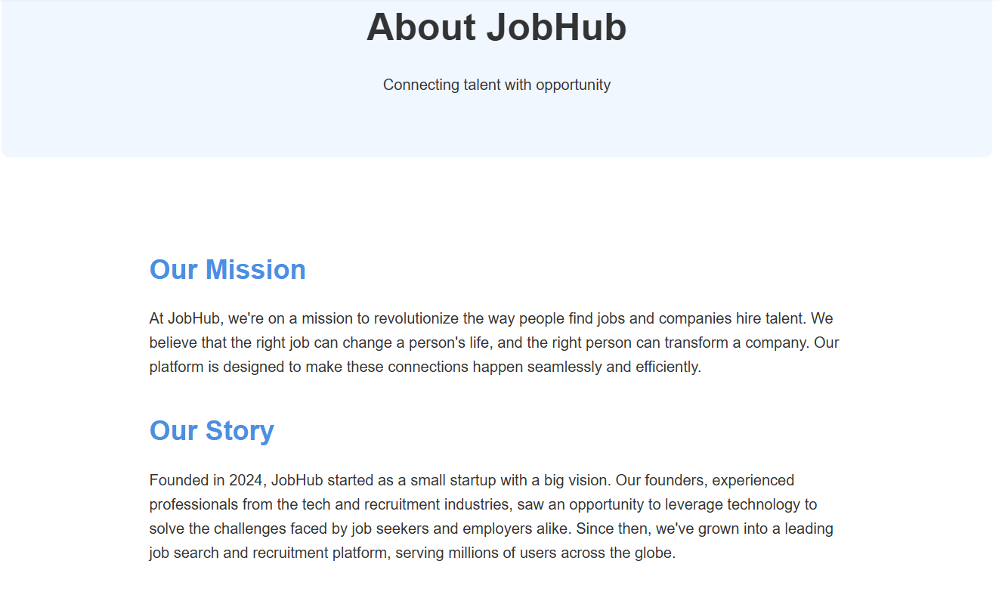 About JobHub
Connecting talent with opportunity
Our Mission
At JobHub, we're on a mission to revolutionize the way people find jobs and companies hire talent. We
believe that the right job can change a person's life, and the right person can transform a company. Our
platform is designed to make these connections happen seamlessly and efficiently.
Our Story
Founded in 2024, JobHub started as a small startup with a big vision. Our founders, experienced
professionals from the tech and recruitment industries, saw an opportunity to leverage technology to
solve the challenges faced by job seekers and employers alike. Since then, we've grown into a leading
job search and recruitment platform, serving millions of users across the globe.